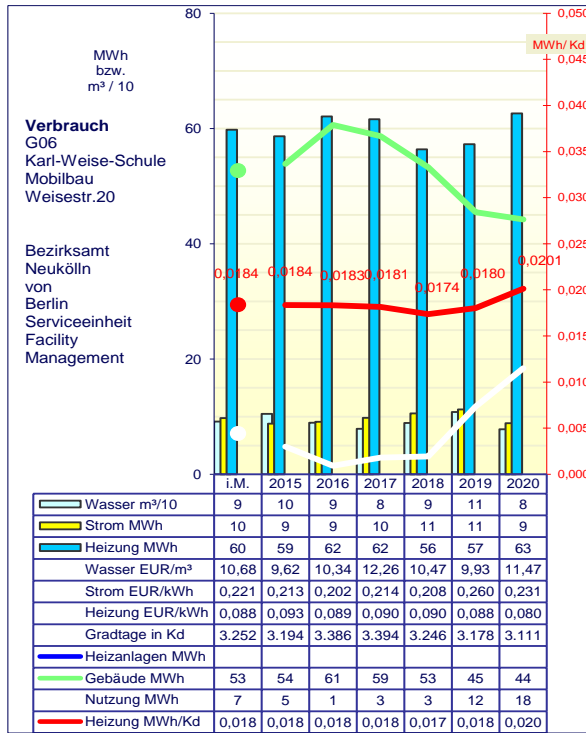 80
60
40
20
0
MWh
bzw.
m³ / 10
Verbrauch
G06
Karl-Weise-Schule
Mobilbau
Weisestr.20
Bezirksamt
Neukölln
von
Berlin
Serviceeinheit
Facility
Management
MWh/Kd
0,050
0,045
0,040
0,035
0,030
0,025
0,020
0,015
0,010
0,005
0,000
0,0184 0,0184 0,0183 0,0181 0,0174 0,0180 0,0201
i.M. 2015 2016 2017 2018 2019 2020
Wasser m³/10 9 10 9 8 9 11 8
Strom MWh 10 9 9 10 11 11 9
Heizung MWh 60 59 62 62 56 57 63
Wasser EUR/m³ 10,68 9,62 10,34 12,26 10,47 9,93 11,47
Strom EUR/kWh 0,221 0,213 0,202 0,214 0,208 0,260 0,231
Heizung EUR/kWh 0,088 0,093 0,089 0,090 0,090 0,088 0,080
Gradtage in Kd 3.252 3.194 3.386 3.394 3.246 3.178 3.111
Heizanlagen MWh
Gebäude MWh 53 54 61 59 53 45 44
Nutzung MWh 7 5 1 3 3 12 18
Heizung MWh/Kd 0,018 0,018 0,018 0,018 0,017 0,018 0,020